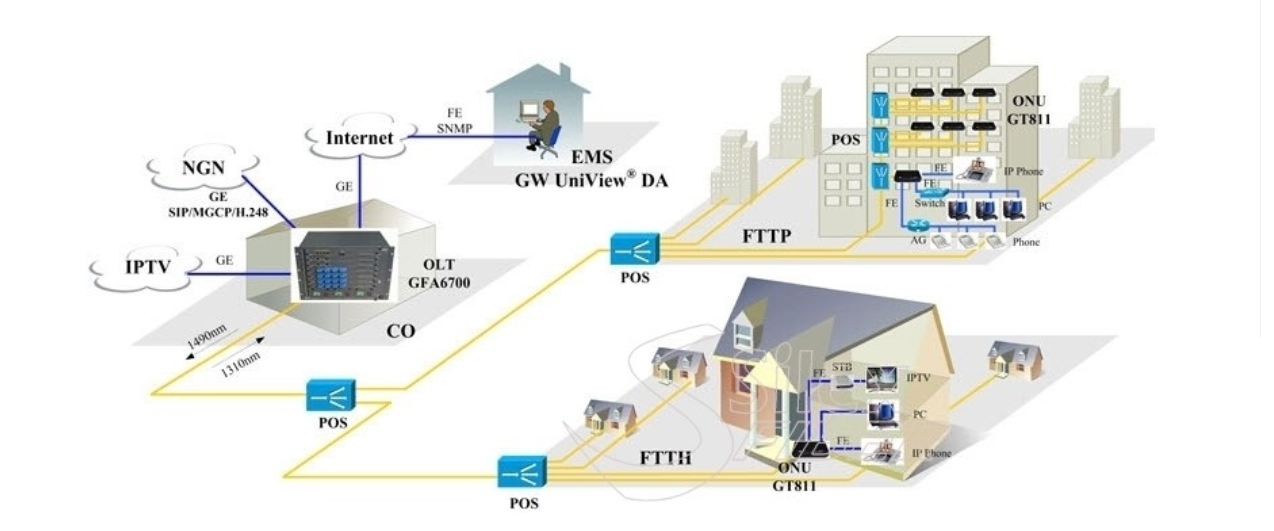 Internet
FE
SNMP
EMS
GW UniView® DA
NGN
GE
SIP/MGCP/H.248
GE
IPTV
GE
OLT
GFA6700
CO
1490nm
1310nm
POS
POS
POS
FTTP
POS
ONU
GT811
FE
IP Phone
FE
Switch
PC
FE
AG
Phone
FTTH
FE
STB
IPTV
PC
FE
IP Phone
ONU
GT811